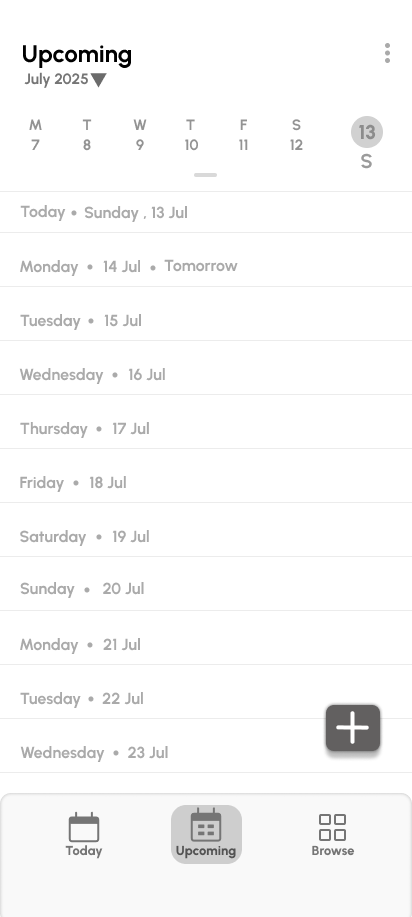 Upcoming
July 2025
M T W T F S
7 8 9 10 11 12 13
S
Today • Sunday , 13 Jul
Monday • 14 Jul • Tomorrow
Tuesday • 15 Jul
Wednesday • 16 Jul
Thursday • 17 Jul
Friday • 18 Jul
Saturday • 19 Jul
Sunday • 20 Jul
Monday • 21 Jul
Tuesday • 22 Jul
Wednesday • 23 Jul
Today Upcoming Browse